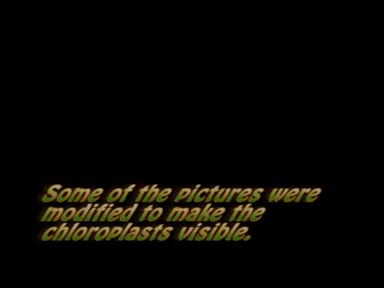 Some of the pictures were
modified to make the
chloroplasts visible.